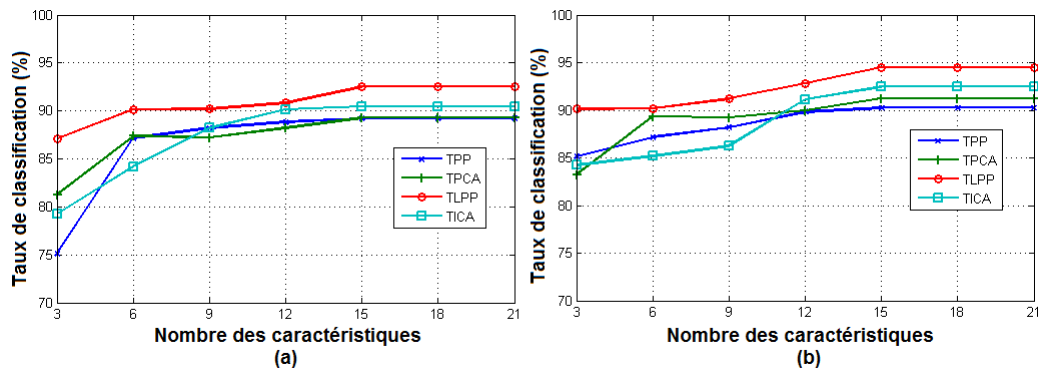 Taux de classification (%)
100
95
90
85
80
75
70
3
6
9
12
15
18
21
TPP
TPCA
TLPP
TICA
Nombre des caractéristiques
(a)
Taux de classification (%)
100
95
90
85
80
75
70
3
6
9
12
15
18
21
TPP
TPCA
TLPP
TICA
Nombre des caractéristiques
(b)